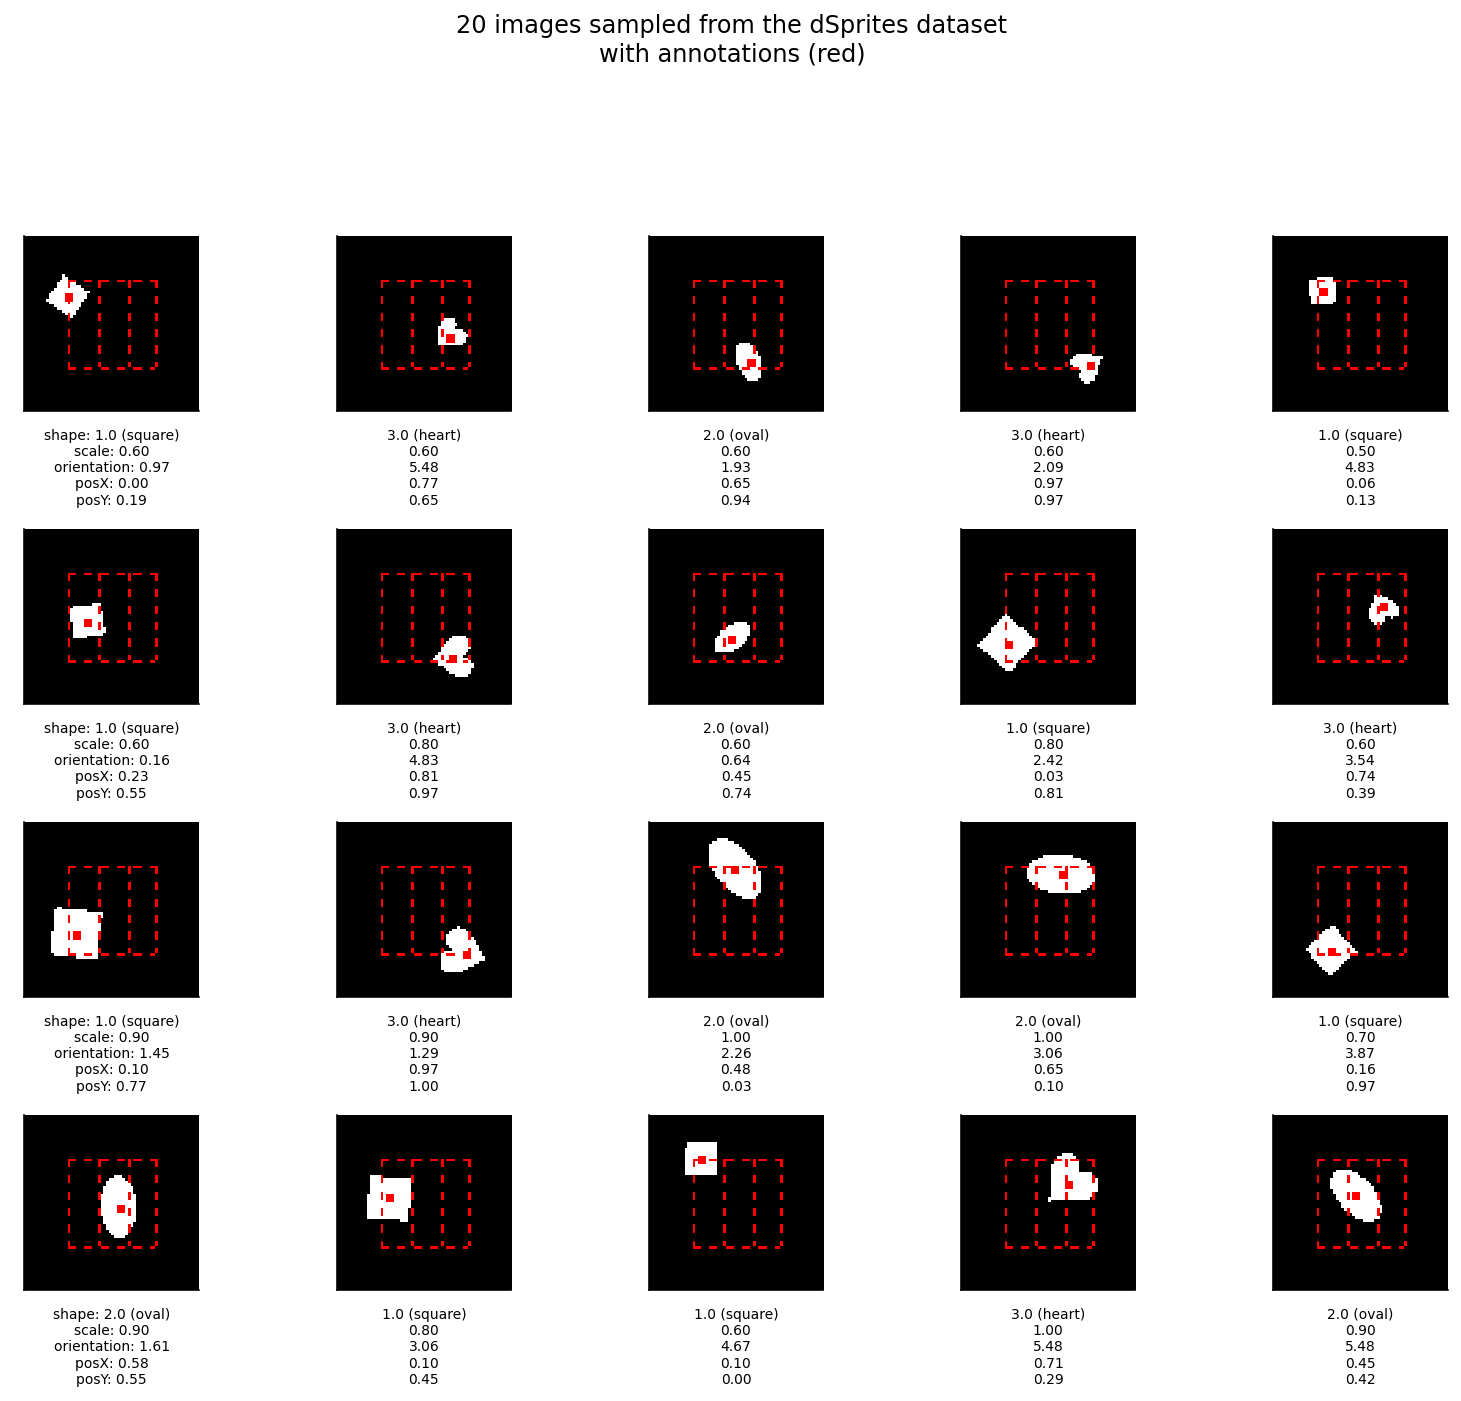 20 images sampled from the dSprites dataset
with annotations (red)
shape: 1.0 (square)
scale: 0.60
orientation: 0.97
posX: 0.00
posY: 0.19
3.0 (heart)
0.60
5.48
0.77
0.65
2.0 (oval)
0.60
1.93
0.65
0.94
3.0 (heart)
0.60
2.09
0.97
0.97
1.0 (square)
0.50
4.83
0.06
0.13
shape: 1.0 (square)
scale: 0.60
orientation: 0.16
posX: 0.23
posY: 0.55
3.0 (heart)
0.80
4.83
0.81
0.97
2.0 (oval)
0.60
0.64
0.45
0.74
1.0 (square)
0.80
2.42
0.03
0.81
3.0 (heart)
0.60
3.54
0.74
0.39
shape: 1.0 (square)
scale: 0.90
orientation: 1.45
posX: 0.10
posY: 0.77
3.0 (heart)
0.90
1.29
0.97
1.00
2.0 (oval)
1.00
2.26
0.48
0.03
2.0 (oval)
1.00
3.06
0.65
0.10
1.0 (square)
0.70
3.87
0.16
0.97
shape: 2.0 (oval)
scale: 0.90
orientation: 1.61
posX: 0.58
posY: 0.55
1.0 (square)
0.80
3.06
0.10
0.45
1.0 (square)
0.60
4.67
0.10
0.00
3.0 (heart)
1.00
5.48
0.71
0.29
2.0 (oval)
0.90
5.48
0.45
0.42